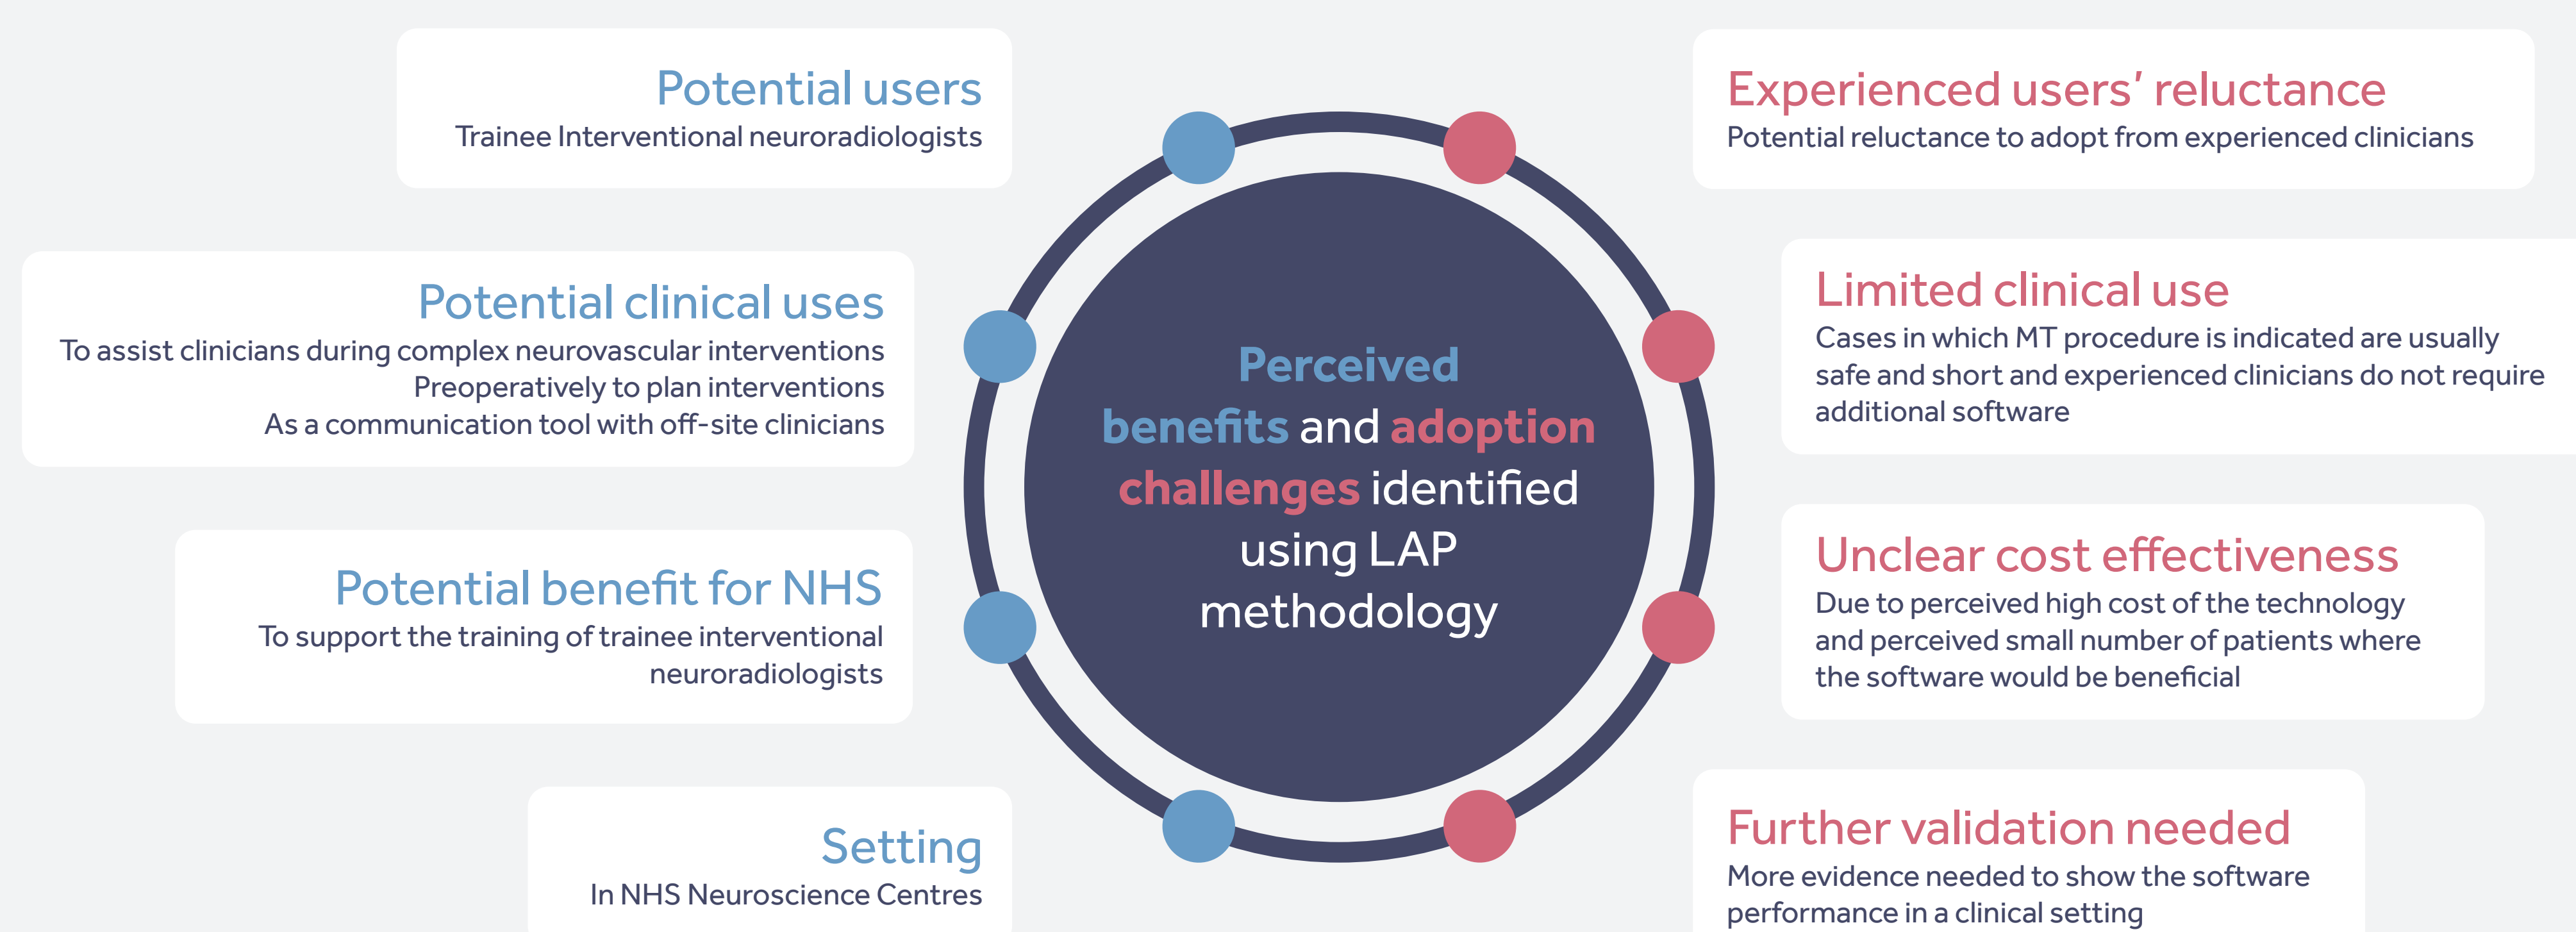 Potential users
Trainee Interventional neuroradiologists
Potential clinical uses
To assist clinicians during complex neurovascular interventions
Preoperatively to plan interventions
As a communication tool with off-site clinicians
Potential benefit for NHS
To support the training of trainee interventional
neuroradiologists
Setting
In NHS Neuroscience Centres
Perceived
benefits and adoption
challenges identified
using LAP
methodology
Experienced users’ reluctance
Potential reluctance to adopt from experienced clinicians
Limited clinical use
Cases in which MT procedure is indicated are usually
safe and short and experienced clinicians do not require
additional software
Unclear cost effectiveness
Due to perceived high cost of the technology
and perceived small number of patients where
the software would be beneficial
Further validation needed
More evidence needed to show the software
performance in a clinical setting